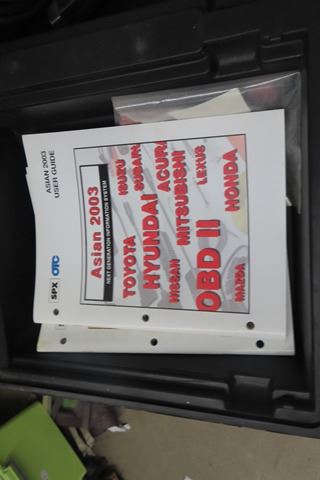 ASIAN 2003
USER GUIDE
SPX OTC
Asian 2003
NEXT GENERATION INFORMATION SYSTEM
ISUZU SUBARU
TOYOTA ACURA
HYUNDAI LEXUS
NISSAN MITSUBISHI
OBD II HONDA
MAZDA